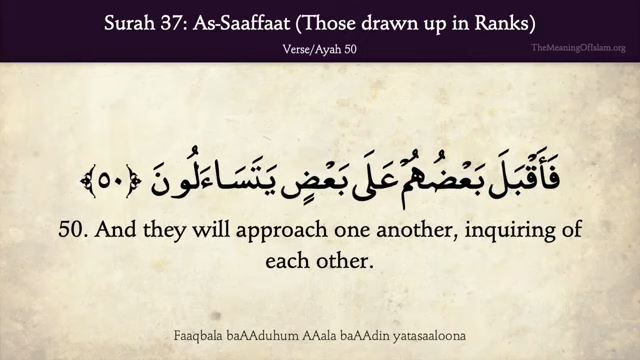 Surah 37: As-Saaffaat (Those drawn up in Ranks)
Verse/Ayah 50
TheMeaningOfIslam.org
فَأَقْبَلَ بَعْضُهُمْ عَلَى بَعْضٍ يَتَسَاءَلُونَ ﴿٥٠﴾
50. And they will approach one another, inquiring of
each other.
Faaqbala baAAduhum AAala baAAdin yatasaaloona